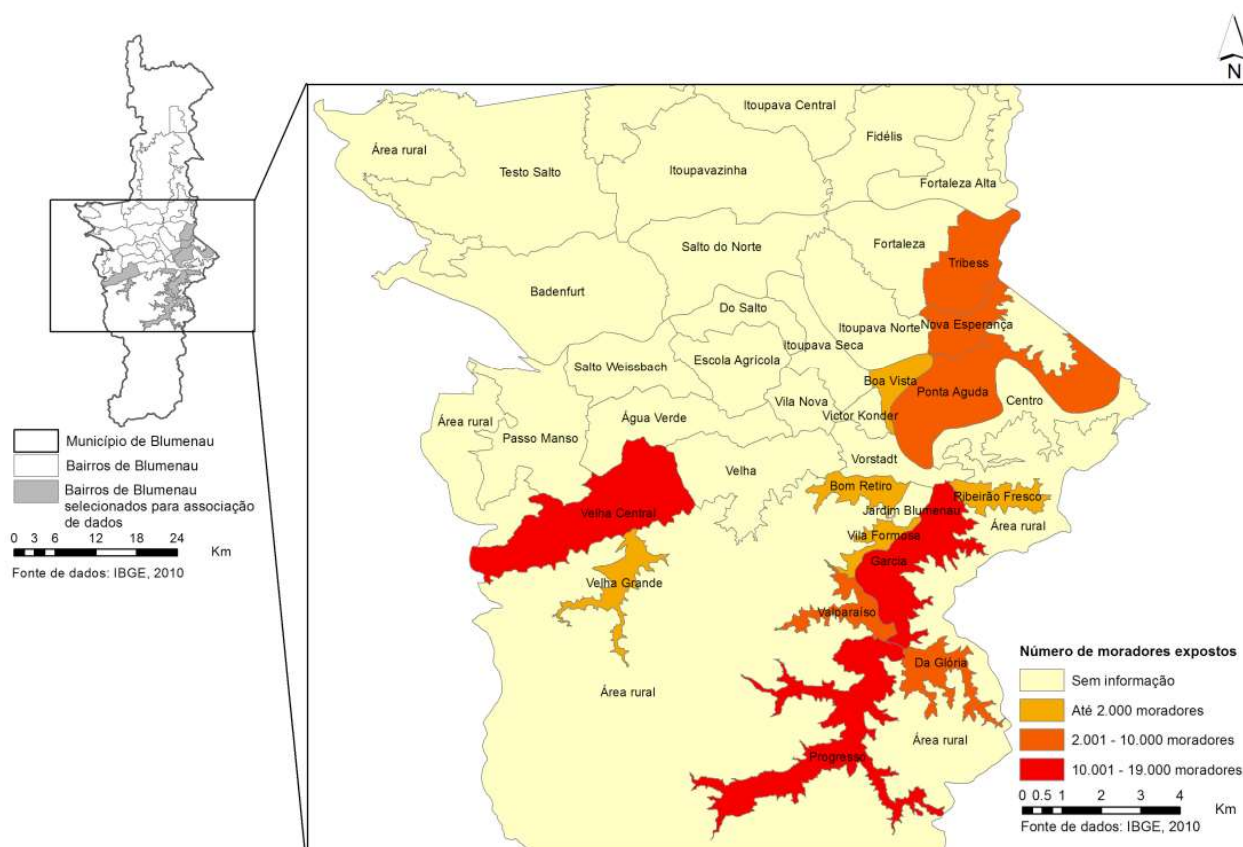 N
Itoupava Central
Fidélis
Área rural
Testo Salto
Itoupavazinha
Fortaleza Alta
Salto do Norte
Fortaleza
Tribess
Badenfurt
Do Salto
Itoupava Norte
Nova Esperança
Itoupava Seca
Salto Weissbach
Escola Agrícola
Boa Vista
Ponta Aguda
Centro
Área rural
Passo Manso
Água Verde
Vila Nova
Victor Konder
Velha
Vorstadt
Bom Retiro
Ribeirão Fresco
Velha Central
Jardim Blumenau
Área rural
Vila Formosa
Garcia
Velha Grande
Valparaíso
Da Glória
Área rural
Área rural
Progresso
Município de Blumenau
Bairros de Blumenau
Bairros de Blumenau
selecionados para associação
de dados
0 3 6 12 18 24 Km
Fonte de dados: IBGE, 2010
Número de moradores expostos
Sem informação
Até 2.000 moradores
2.001 - 10.000 moradores
10.001 - 19.000 moradores
0 0.5 1 2 3 4 Km
Fonte de dados: IBGE, 2010